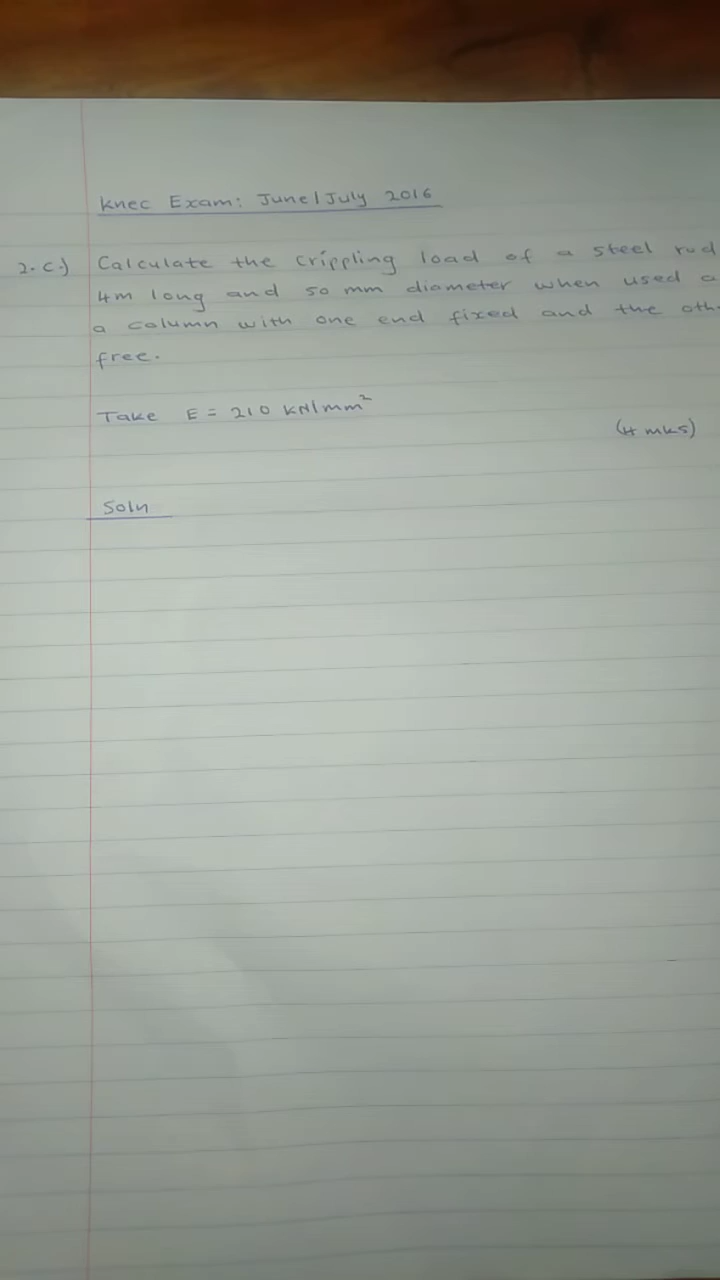 Knec Exam: June/July 2016
2. c.) Calculate the crippling load of a steel rod
4m long and 50 mm diameter when used a
a column with one end fixed and the oth
free.
Take E = 210 kN/mm²
(4 mks)
Soln